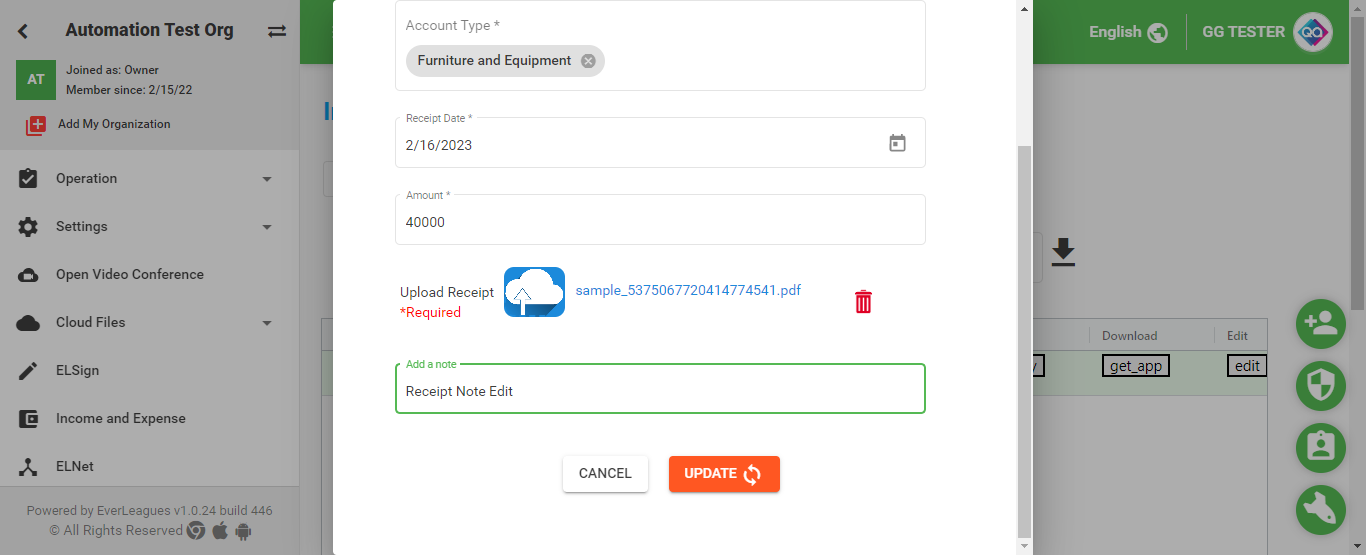 Automation Test Org
AT
Joined as: Owner
Member since: 2/15/22
Add My Organization
Operation
Settings
Open Video Conference
Cloud Files
ELSign
Income and Expense
ELNet
Powered by EverLeagues v1.0.24 build 446
© All Rights Reserved
Account Type *
Furniture and Equipment
Receipt Date *
2/16/2023
Amount *
40000
Upload Receipt
*Required
sample_5375067720414774541.pdf
Add a note
Receipt Note Edit
CANCEL
UPDATE
English
GG TESTER
QA
Download
Edit
get_app
edit